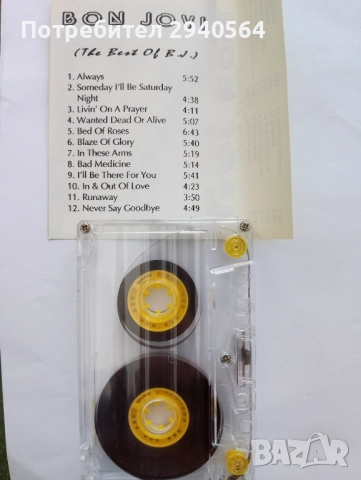 Потребител 2940564
BON JOVI
(The Best Of B.J.)
1. Always 5:52
2. Someday I'll Be Saturday
Night 4:38
3. Livin' On A Prayer 4:11
4. Wanted Dead Or Alive 5:07
5. Bed Of Roses 6:43
6. Blaze Of Glory 5:40
7. In These Arms 5:19
8. Bad Medicine 5:14
9. I'll Be There For You 5:41
10. In & Out Of Love 4:23
11. Runaway 3:50
12. Never Say Goodbye 4:49
bazar